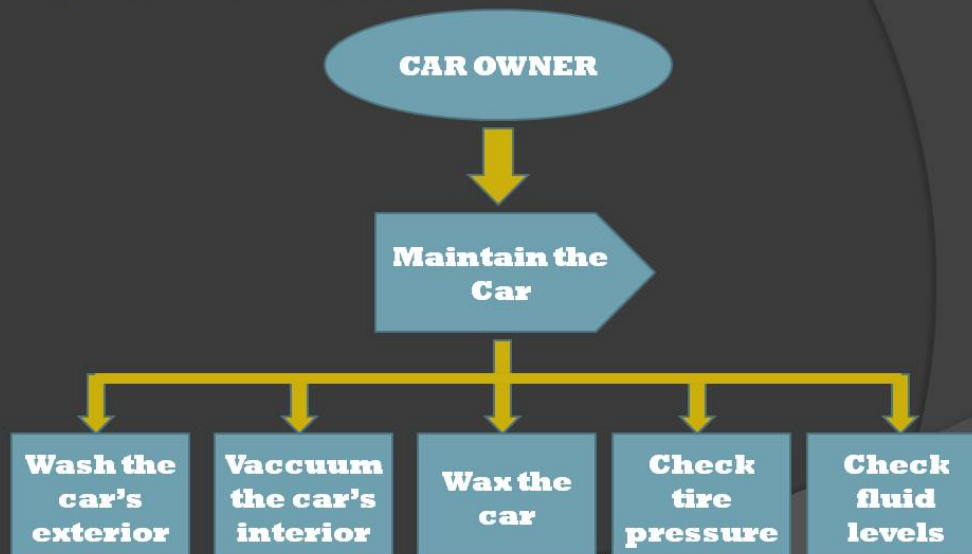 CAR OWNER
Maintain the
Car
Wash the
car's
exterior
Vaccuum
the car's
interior
Wax the
car
Check
tire
pressure
Check
fluid
levels